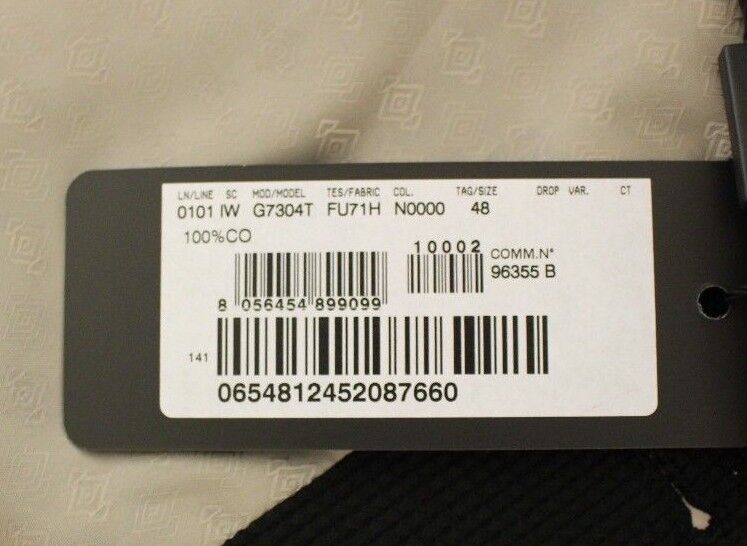 LN/LINE SC MOD/MODEL TES/FABRIC COL. TAG/SIZE DROP VAR. CT
0101 IW G7304T FU71H N0000 48
100%CO
10002
COMM.N°
96355 B
8 056454 899099
141
0654812452087660